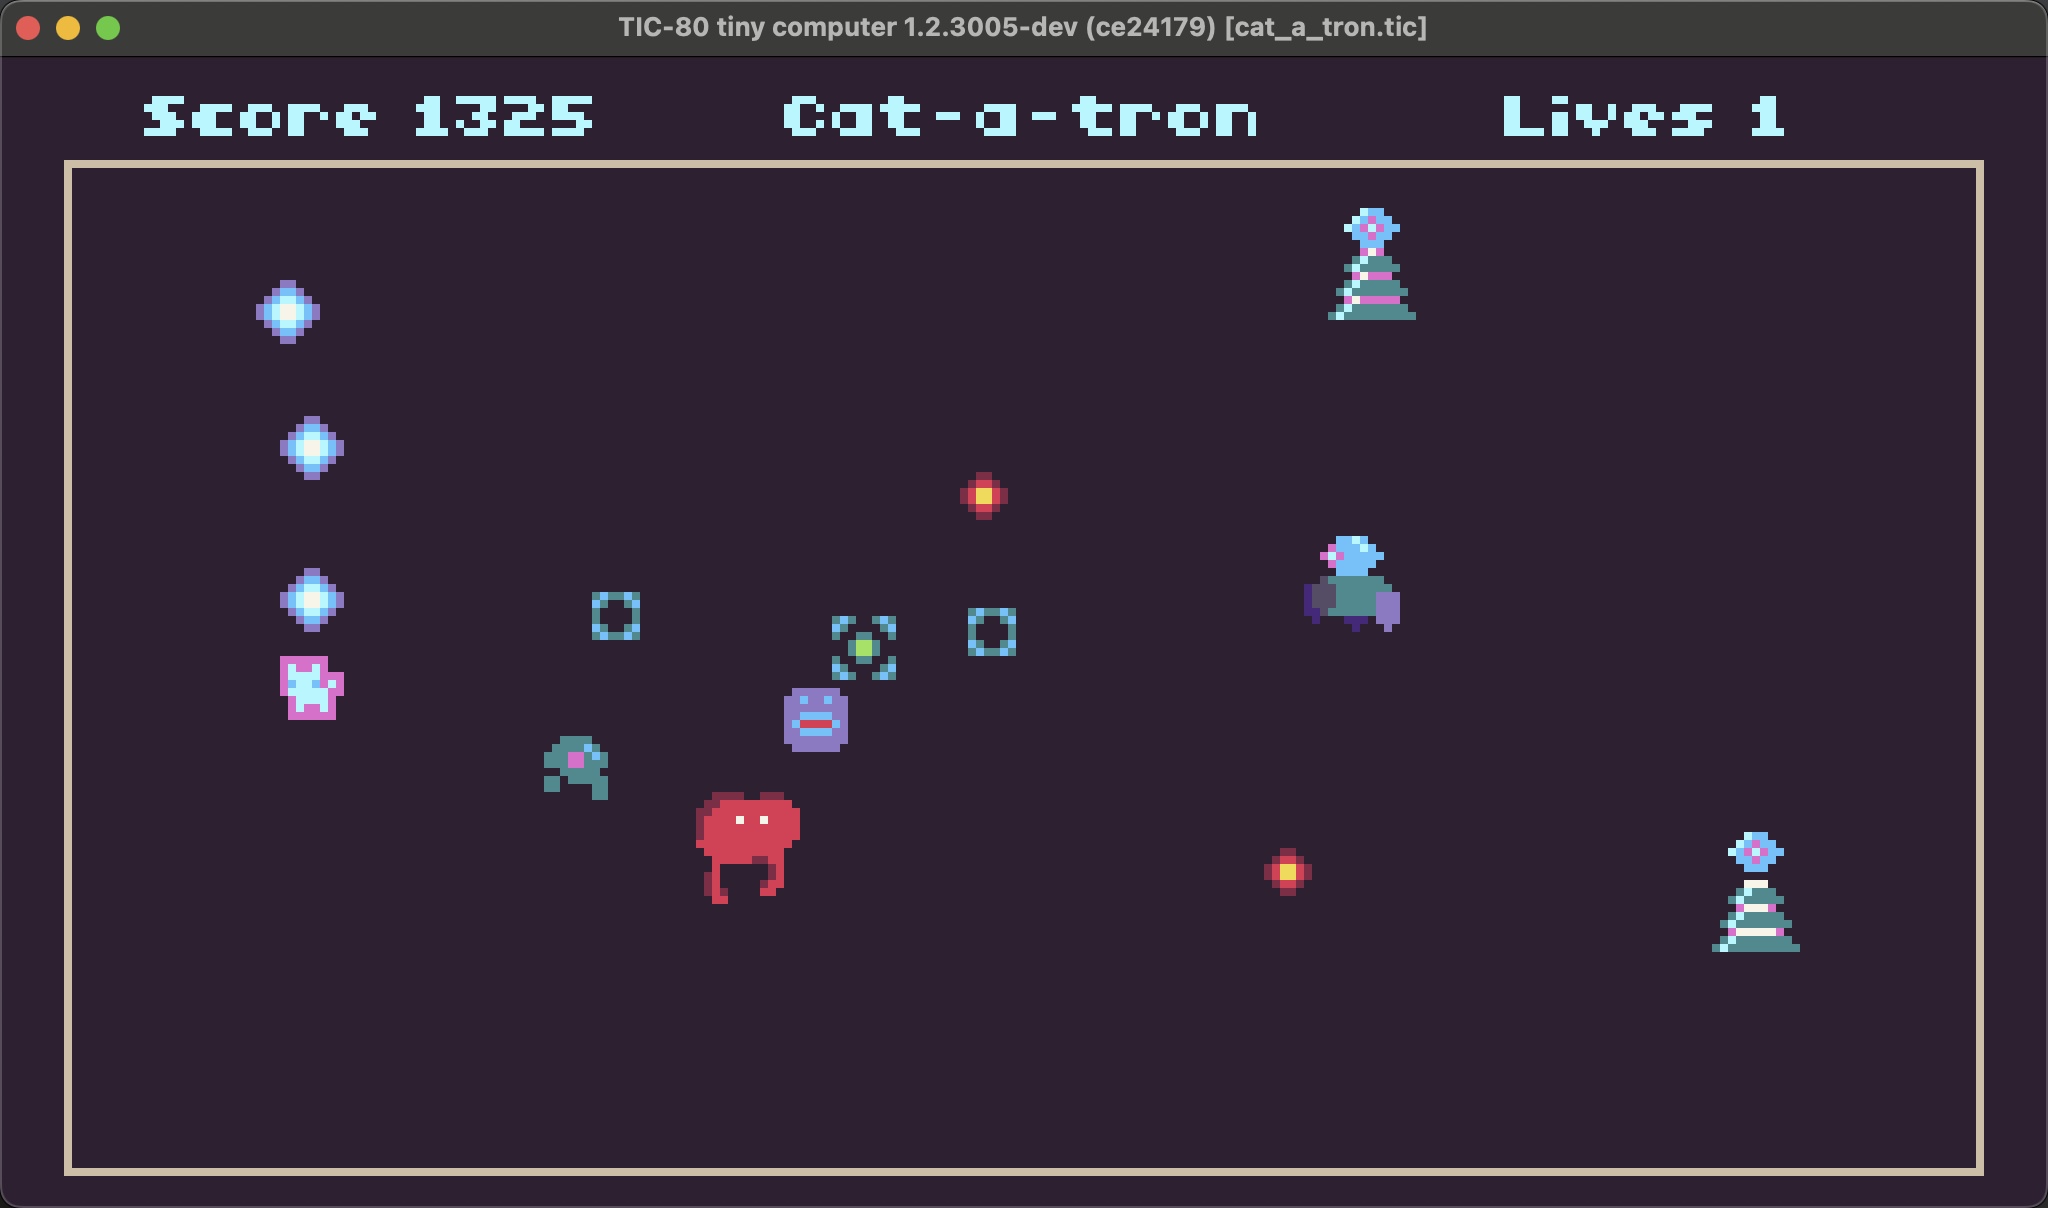 TIC-80 tiny computer 1.2.3005-dev (ce24179) [cat_a_tron.tic]
Score 1325 Cat-a-tron Lives 1